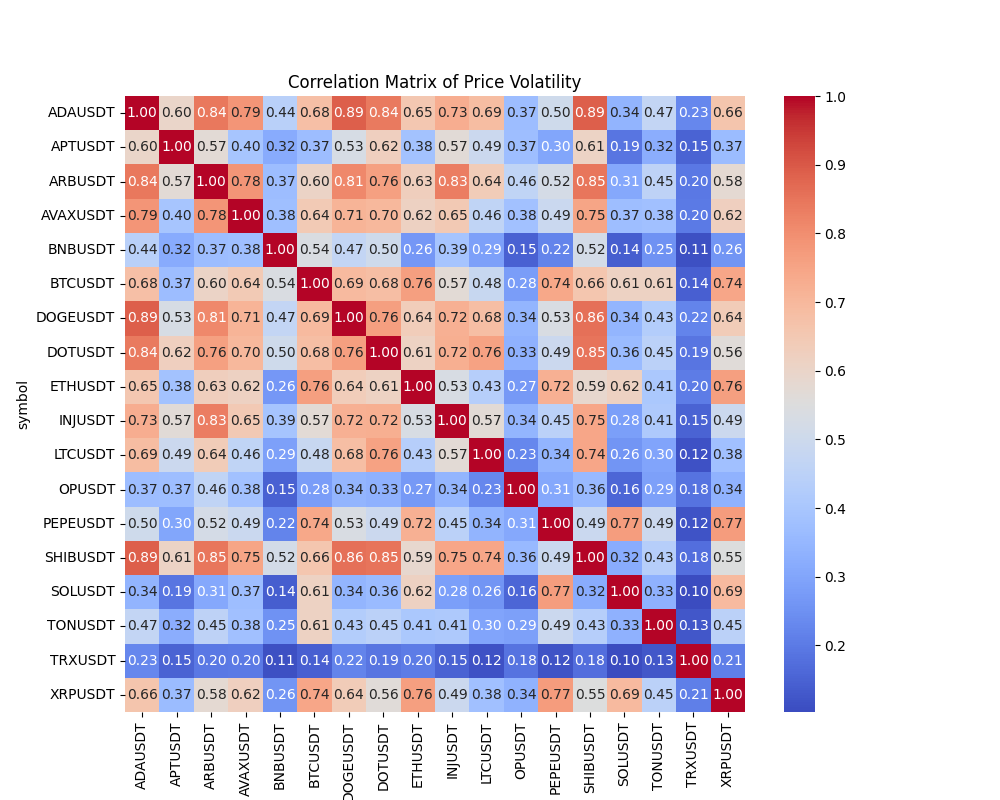 Correlation Matrix of Price Volatility
ADAUSDT 1.00 0.60 0.84 0.79 0.44 0.68 0.89 0.84 0.65 0.73 0.69 0.37 0.50 0.89 0.34 0.47 0.23 0.66
APTUSDT 0.60 1.00 0.57 0.40 0.32 0.37 0.53 0.62 0.38 0.57 0.49 0.37 0.30 0.61 0.19 0.32 0.15 0.37
ARBUSDT 0.84 0.57 1.00 0.78 0.37 0.60 0.81 0.76 0.63 0.83 0.64 0.46 0.52 0.85 0.31 0.45 0.20 0.58
AVAXUSDT 0.79 0.40 0.78 1.00 0.38 0.64 0.71 0.70 0.62 0.65 0.46 0.38 0.49 0.75 0.37 0.38 0.20 0.62
BNBUSDT 0.44 0.32 0.37 0.38 1.00 0.54 0.47 0.50 0.26 0.39 0.29 0.15 0.22 0.52 0.14 0.25 0.11 0.26
BTCUSDT 0.68 0.37 0.60 0.64 0.54 1.00 0.69 0.68 0.76 0.57 0.48 0.28 0.74 0.66 0.61 0.61 0.14 0.74
DOGEUSDT 0.89 0.53 0.81 0.71 0.47 0.69 1.00 0.76 0.64 0.72 0.68 0.34 0.53 0.86 0.34 0.43 0.22 0.64
DOTUSDT 0.84 0.62 0.76 0.70 0.50 0.68 0.76 1.00 0.61 0.72 0.76 0.33 0.49 0.85 0.36 0.45 0.19 0.56
ETHUSDT 0.65 0.38 0.63 0.62 0.26 0.76 0.64 0.61 1.00 0.53 0.43 0.27 0.72 0.59 0.62 0.41 0.20 0.76
INJUSDT 0.73 0.57 0.83 0.65 0.39 0.57 0.72 0.72 0.53 1.00 0.57 0.34 0.45 0.75 0.28 0.41 0.15 0.49
LTCUSDT 0.69 0.49 0.64 0.46 0.29 0.48 0.68 0.76 0.43 0.57 1.00 0.23 0.34 0.74 0.26 0.30 0.12 0.38
OPUSDT 0.37 0.37 0.46 0.38 0.15 0.28 0.34 0.33 0.27 0.34 0.23 1.00 0.31 0.36 0.16 0.29 0.18 0.34
PEPEUSDT 0.50 0.30 0.52 0.49 0.22 0.74 0.53 0.49 0.72 0.45 0.34 0.31 1.00 0.49 0.77 0.49 0.12 0.77
SHIBUSDT 0.89 0.61 0.85 0.75 0.52 0.66 0.86 0.85 0.59 0.75 0.74 0.36 0.49 1.00 0.32 0.43 0.18 0.55
SOLUSDT 0.34 0.19 0.31 0.37 0.14 0.61 0.34 0.36 0.62 0.28 0.26 0.16 0.77 0.32 1.00 0.33 0.10 0.69
TONUSDT 0.47 0.32 0.45 0.38 0.25 0.61 0.43 0.45 0.41 0.41 0.30 0.29 0.49 0.43 0.33 1.00 0.13 0.45
TRXUSDT 0.23 0.15 0.20 0.20 0.11 0.14 0.22 0.19 0.20 0.15 0.12 0.18 0.12 0.18 0.10 0.13 1.00 0.21
XRPUSDT 0.66 0.37 0.58 0.62 0.26 0.74 0.64 0.56 0.76 0.49 0.38 0.34 0.77 0.55 0.69 0.45 0.21 1.00
symbol
ADAUSDT APTUSDT ARBUSDT AVAXUSDT BNBUSDT BTCUSDT DOGEUSDT DOTUSDT ETHUSDT INJUSDT LTCUSDT OPUSDT PEPEUSDT SHIBUSDT SOLUSDT TONUSDT TRXUSDT XRPUSDT
1.0
0.9
0.8
0.7
0.6
0.5
0.4
0.3
0.2